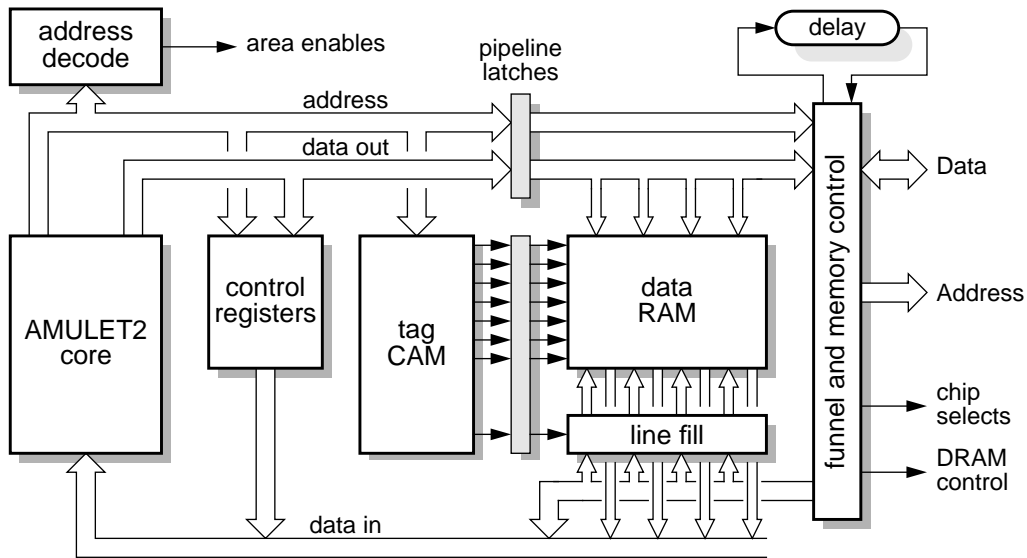 address
decode
area enables
pipeline
latches
delay
address
data out
Data
AMULET2
core
control
registers
tag
CAM
data
RAM
funnel and memory control
Address
line fill
chip
selects
DRAM
control
data in